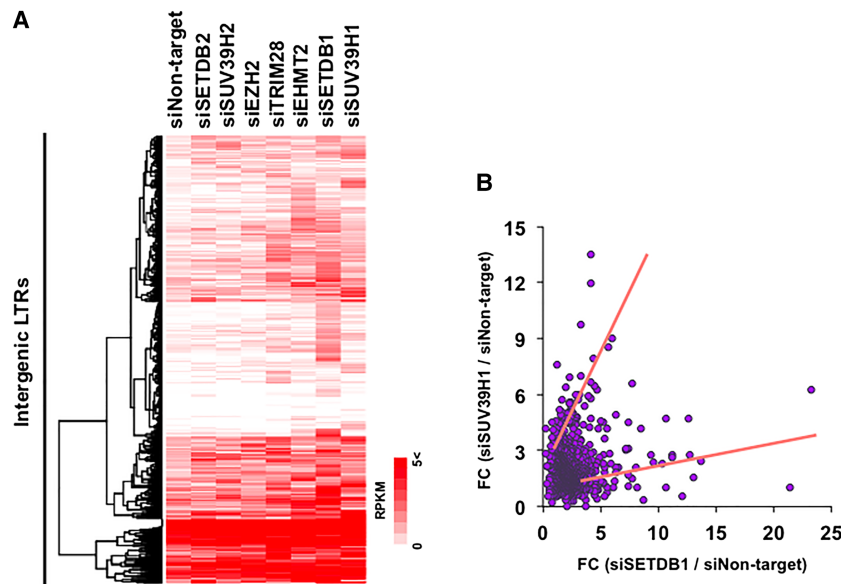 A
siNon-target
siSETDB2
siSUV39H2
siEZH2
siTRIM28
siEHMT2
siSETDB1
siSUV39H1
Intergenic LTRs
5<
RPKM
0
B
FC (siSUV39H1 / siNon-target)
15
12
9
6
3
0
0 5 10 15 20 25
FC (siSETDB1 / siNon-target)